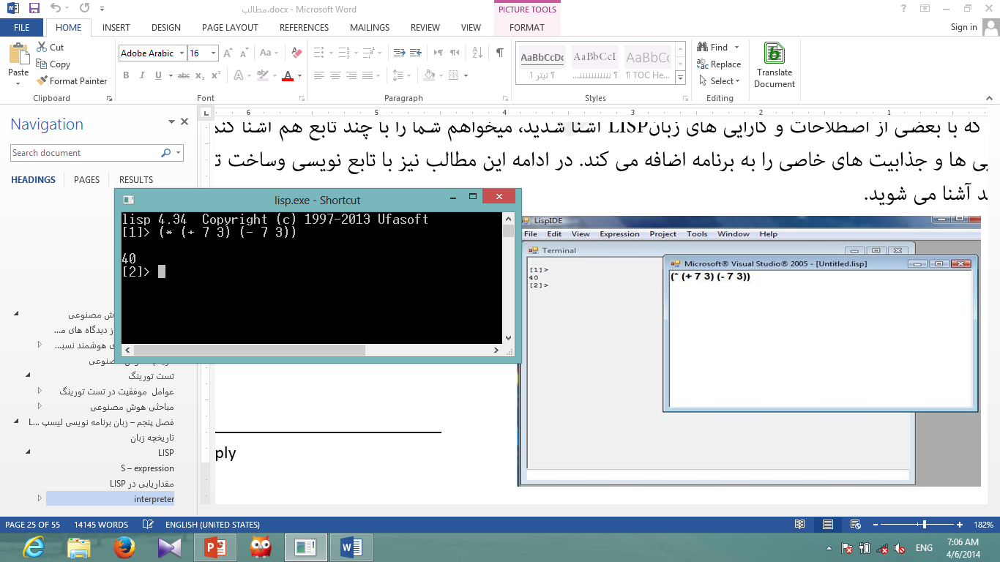 مطالب.docx - Microsoft Word
PICTURE TOOLS
FILE HOME INSERT DESIGN PAGE LAYOUT REFERENCES MAILINGS REVIEW VIEW FORMAT
Sign in
Paste
Cut
Copy
Format Painter
Adobe Arabic 16
AaBbCcDc AaBbCcI AaBbCc
¶ تیتر 1
¶ TOC He...
Find
Replace
Select
Translate Document
Clipboard Font Paragraph Styles Editing
Navigation
Search document
HEADINGS PAGES RESULTS
6 5 4 3 2 1
که با بعضی از اصطلاحات و کارایی های زبانLISP آشنا شدید، میخواهم شما را با چند تابع هم آشنا کنم
یی ها و جذابیت های خاصی را به برنامه اضافه می کند. در ادامه این مطالب نیز با تابع نویسی وساخت ت
د آشنا می شوید.
lisp.exe - Shortcut
lisp 4.34 Copyright (c) 1997-2013 Ufasoft
[1]> (* (+ 7 3) (- 7 3))
40
[2]>
LispIDE
File Edit View Expression Project Tools Window Help
Terminal
[1]>
40
[2]>
Microsoft® Visual Studio® 2005 - [Untitled.lisp]
(* (+ 7 3) (- 7 3))
ش مصنوعی
ز دیدگاه های م...
ی هوشمند نسب...
تست تورینگ
عوامل موفقیت در تست تورینگ
مباحثی هوش مصنوعی
فصل پنجم – زبان برنامه نویسی لیسپ L...
تاریخچه زبان
LISP
S – expression
مقداریابی در LISP
interpreter
ply
PAGE 25 OF 55 14145 WORDS ENGLISH (UNITED STATES) 182%
ENG
7:06 AM
4/6/2014